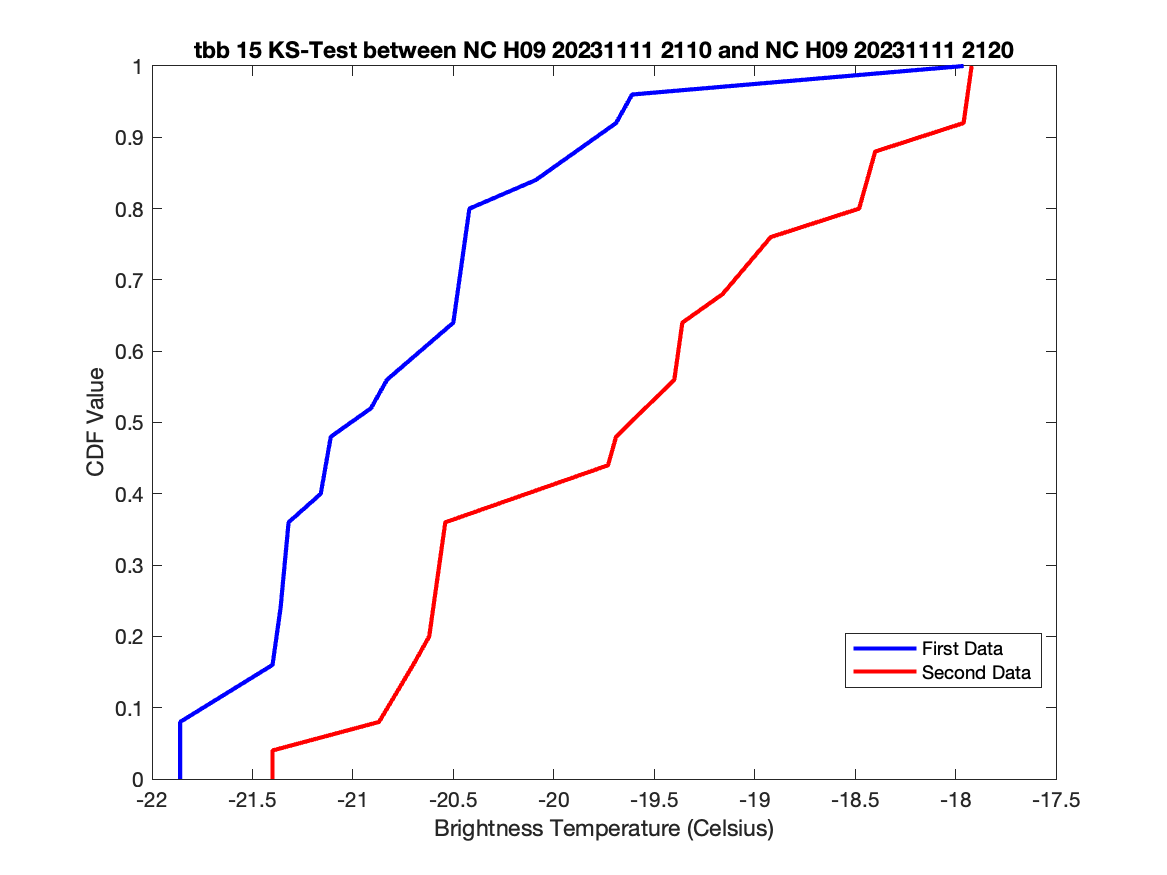 tbb 15 KS-Test between NC H09 20231111 2110 and NC H09 20231111 2120
1
0.9
0.8
0.7
0.6
0.5
0.4
0.3
0.2
0.1
0
CDF Value
First Data
Second Data
-22 -21.5 -21 -20.5 -20 -19.5 -19 -18.5 -18 -17.5
Brightness Temperature (Celsius)